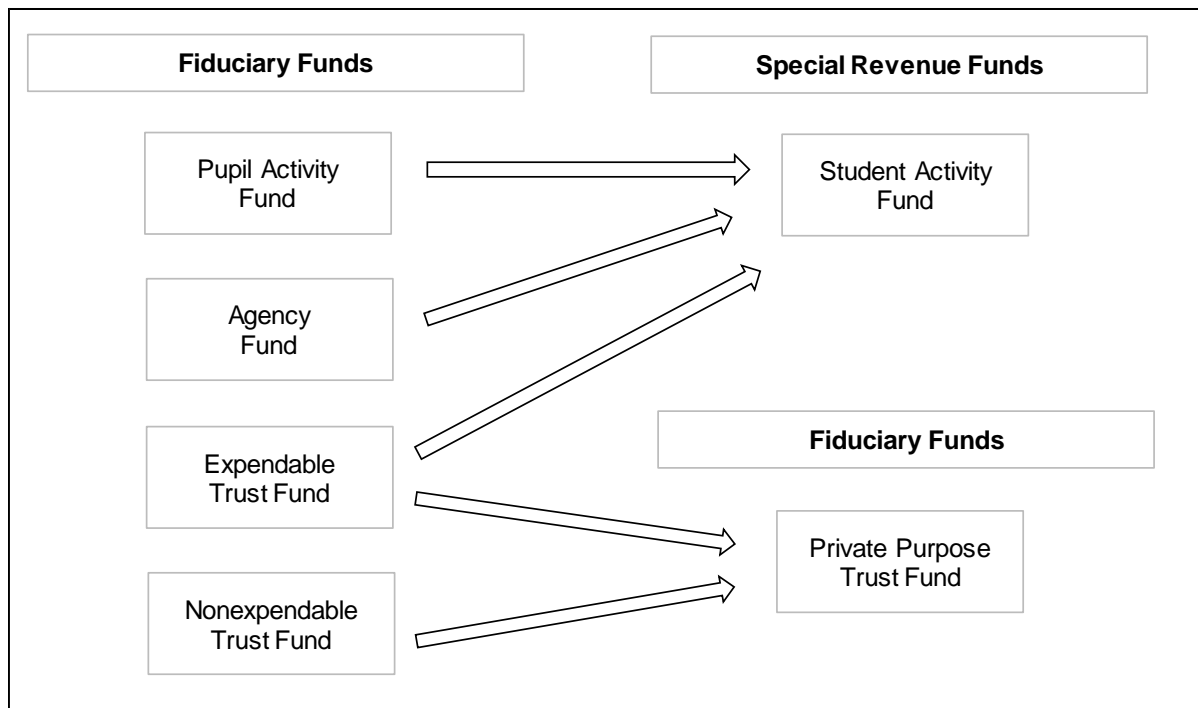 Fiduciary Funds
Pupil Activity
Fund
Agency
Fund
Expendable
Trust Fund
Nonexpendable
Trust Fund
Special Revenue Funds
Student Activity
Fund
Fiduciary Funds
Private Purpose
Trust Fund